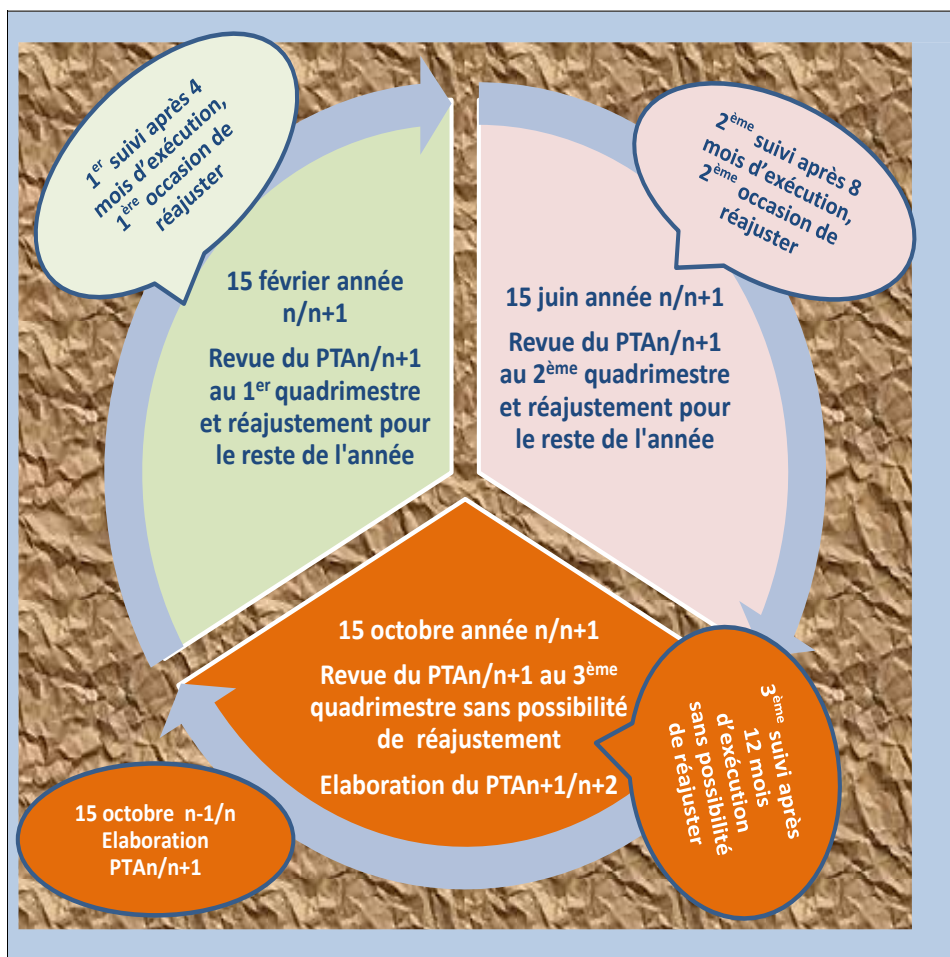 1er suivi après 4
mois d'exécution,
1ère occasion de
réajuster
2ème suivi après 8
mois d'exécution,
2ème occasion de
réajuster
15 février année
n/n+1
Revue du PTAn/n+1
au 1er quadrimestre
et réajustement pour
le reste de l'année
15 juin année n/n+1
Revue du PTAn/n+1
au 2ème quadrimestre
et réajustement pour
le reste de l'année
15 octobre année n/n+1
Revue du PTAn/n+1 au 3ème
quadrimestre sans possibilité
de réajustement
Elaboration du PTAn+1/n+2
3ème suivi après
12 mois
d'exécution
sans possibilité
de réajuster
15 octobre n-1/n
Elaboration
PTAn/n+1